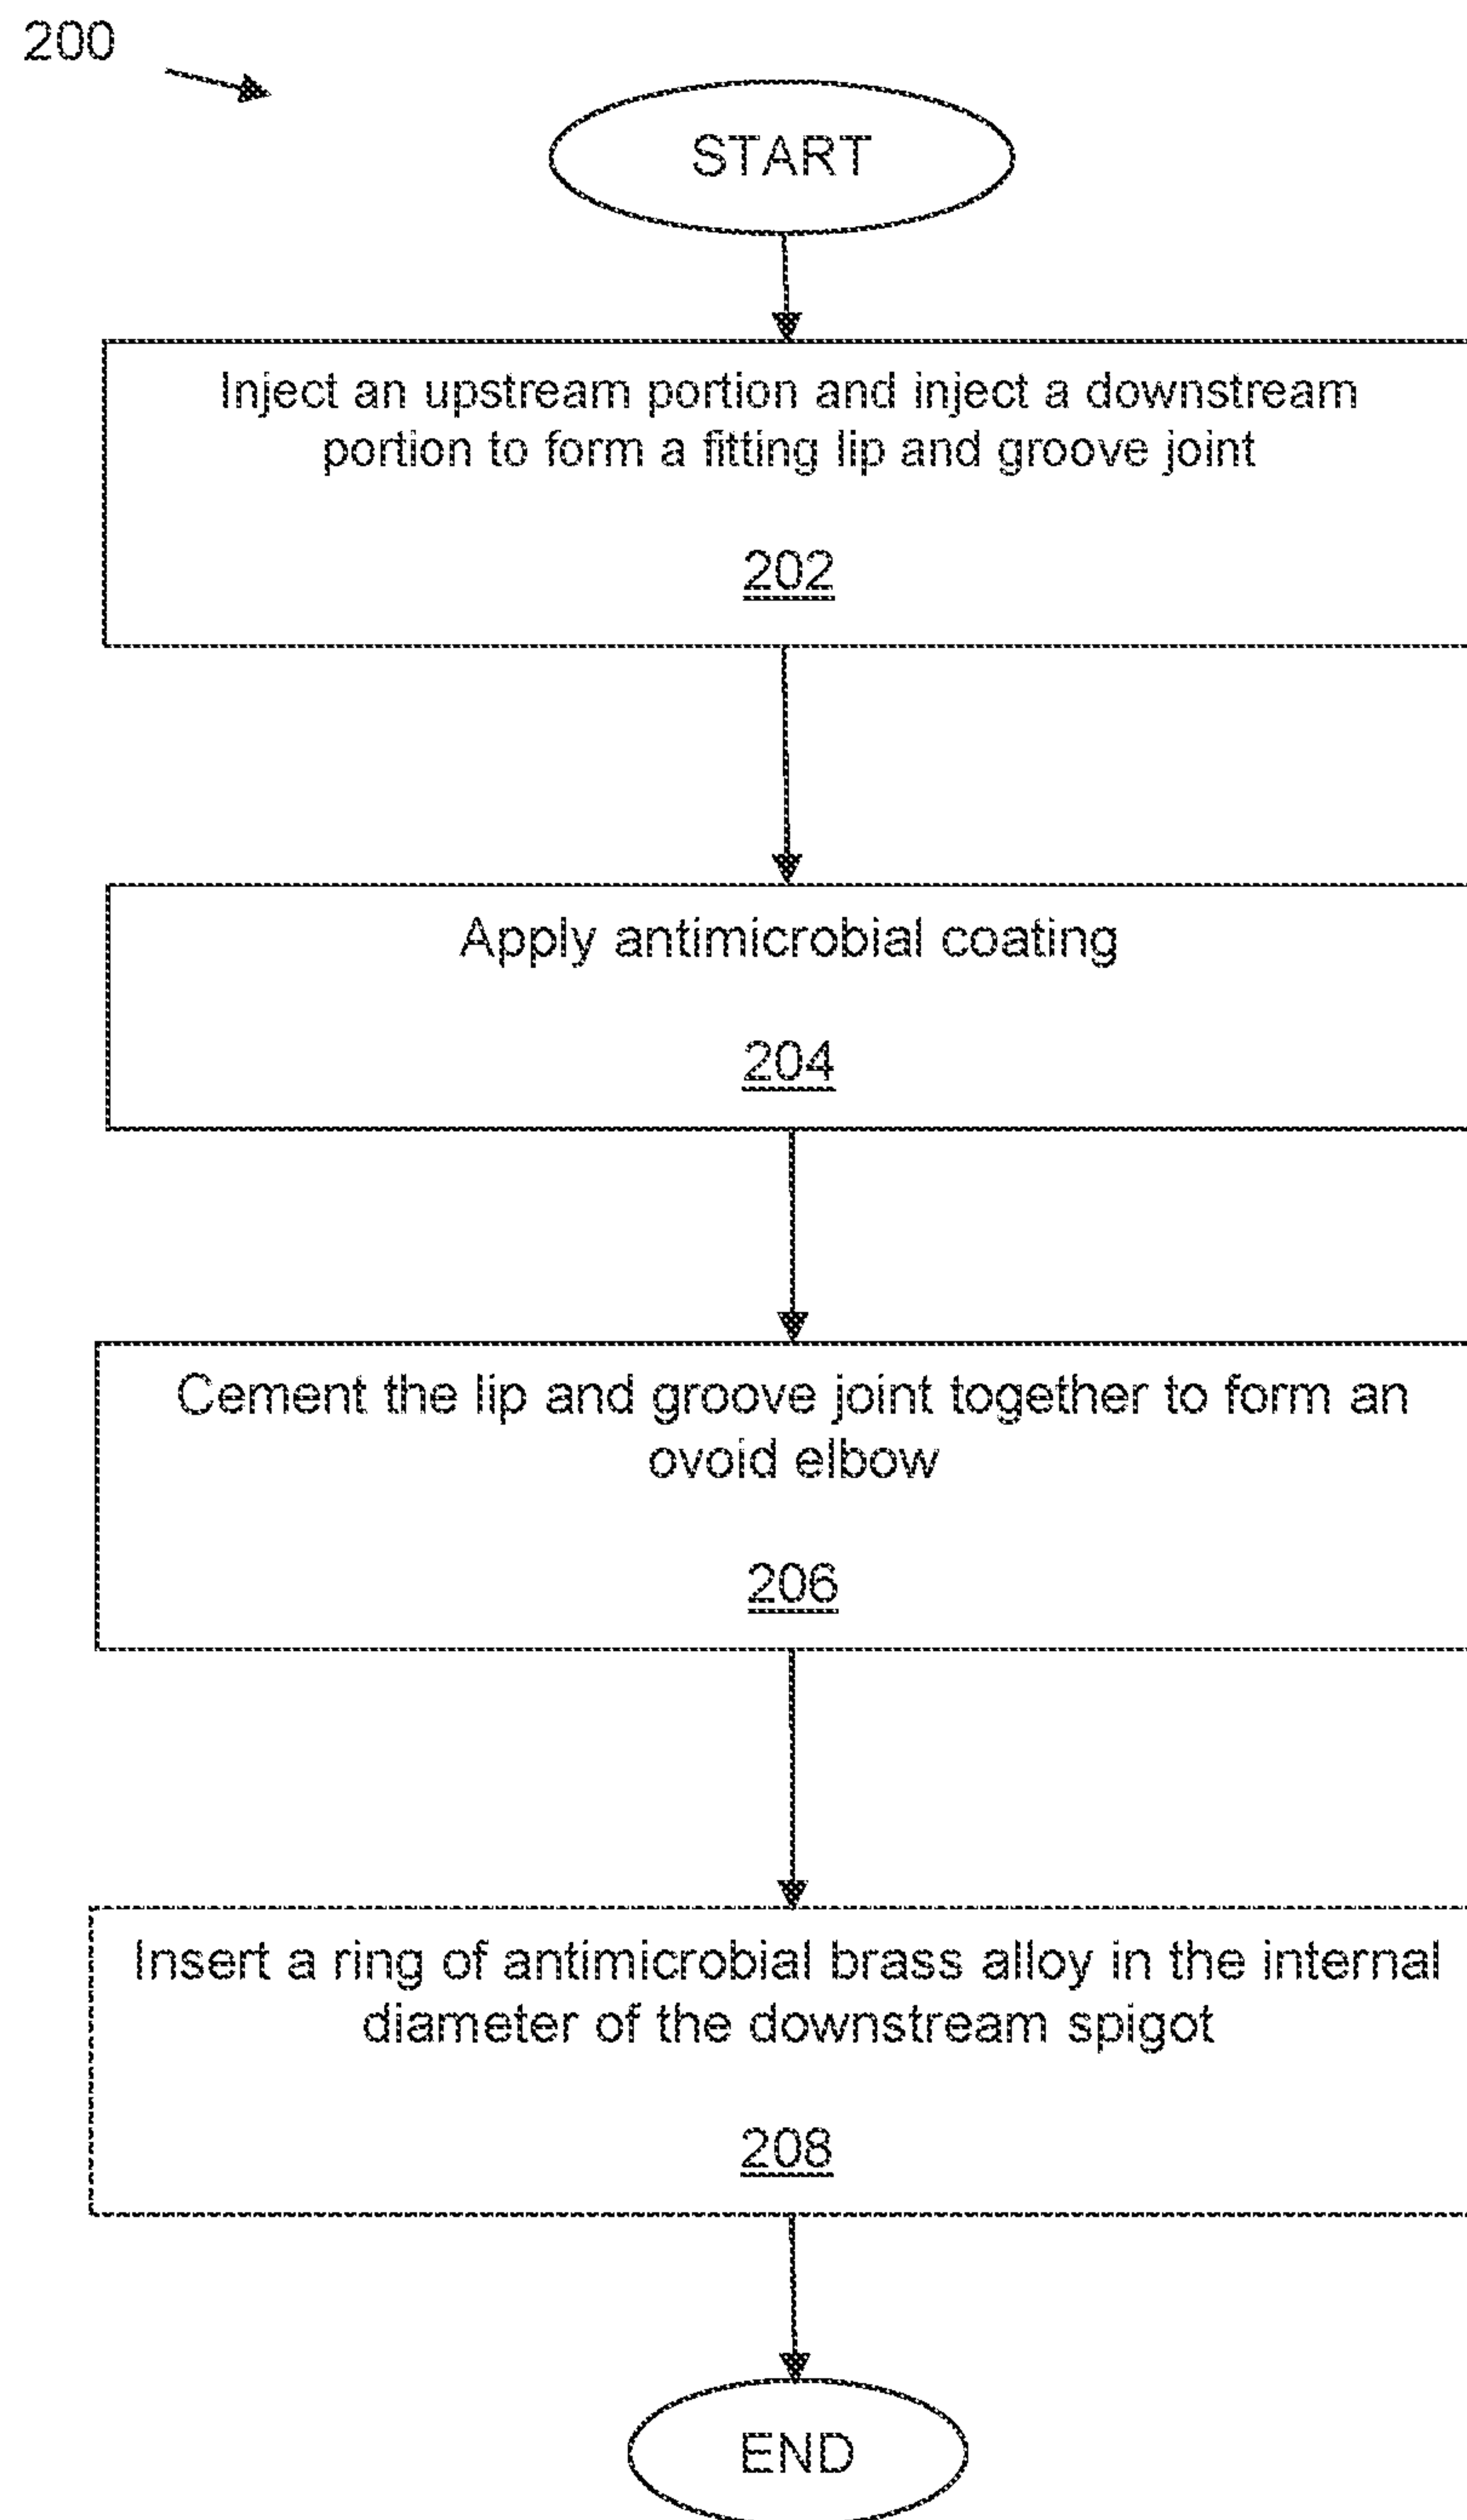 200
START
Inject an upstream portion and inject a downstream
portion to form a fitting lip and groove joint
202
Apply antimicrobial coating
204
Cement the lip and groove joint together to form an
ovoid elbow
206
Insert a ring of antimicrobial brass alloy in the internal
diameter of the downstream spigot
208
END